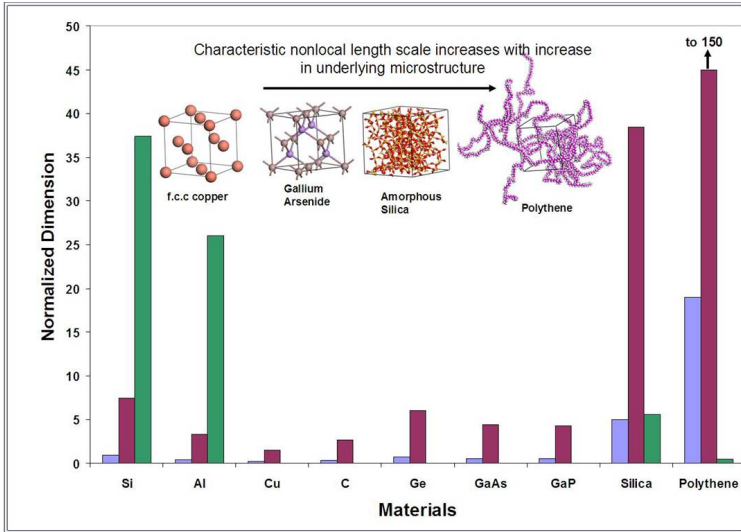 Characteristic nonlocal length scale increases with increase
in underlying microstructure
to 150
f.c.c copper
Gallium
Arsenide
Amorphous
Silica
Polythene
Normalized Dimension
50
45
40
35
30
25
20
15
10
5
0
Si Al Cu C Ge GaAs GaP Silica Polythene
Materials